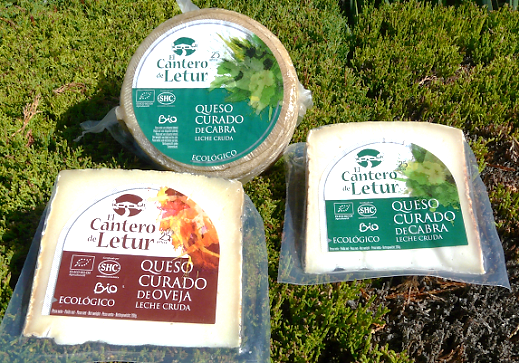 El
Cantero
de Letur
25
SHC
Bio
QUESO
CURADO
DE CABRA
LECHE CRUDA
ECOLÓGICO
El
Cantero
de Letur
25
SHC
Bio
ECOLÓGICO
QUESO
CURADO
DE OVEJA
LECHE CRUDA
El
Cantero
de Letur
25
SHC
Bio
ECOLÓGICO
QUESO
CURADO
DE CABRA
LECHE CRUDA